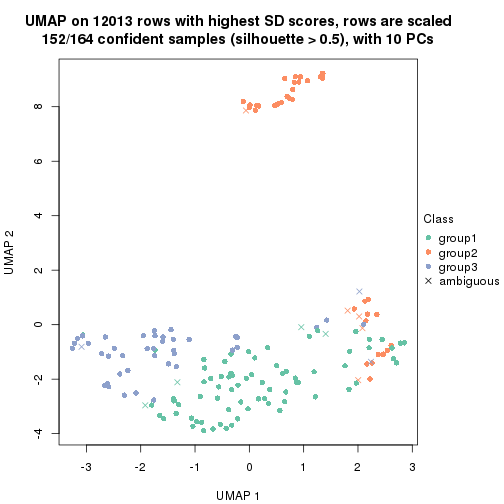 UMAP on 12013 rows with highest SD scores, rows are scaled
152/164 confident samples (silhouette > 0.5), with 10 PCs
8
6
4
2
0
-2
-4
UMAP 2
Class
group1
group2
group3
ambiguous
-3 -2 -1 0 1 2 3
UMAP 1